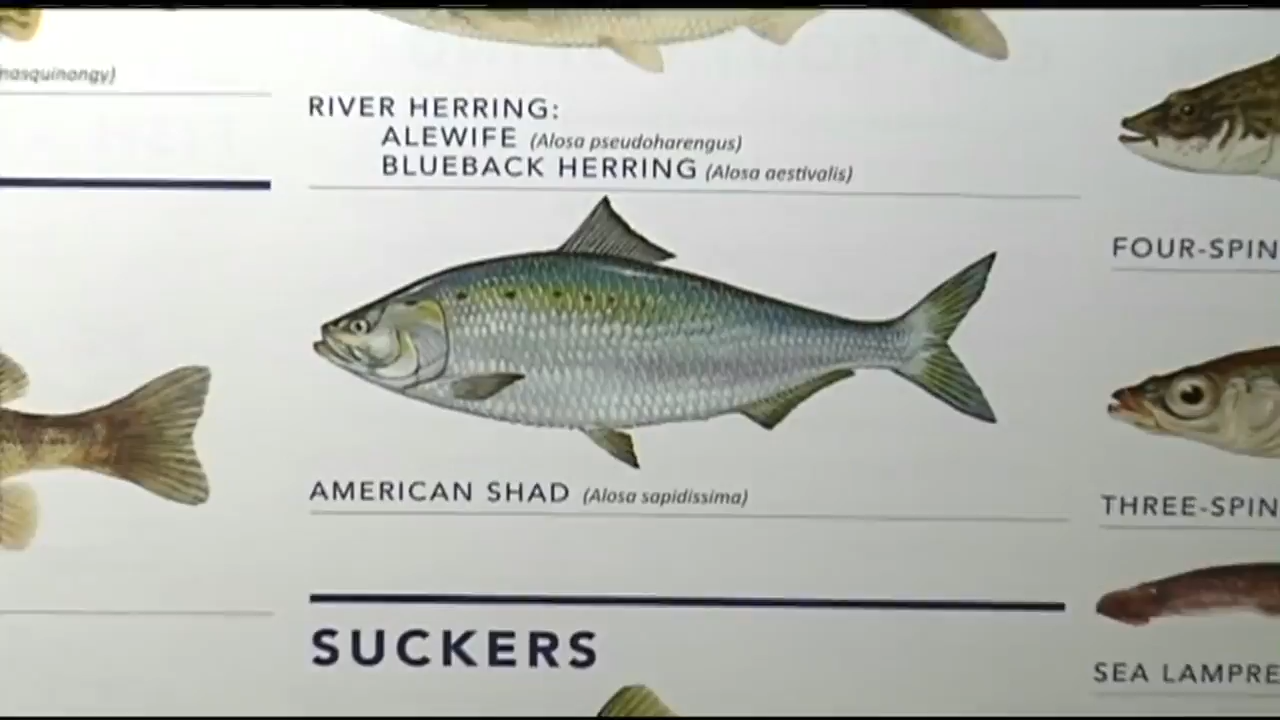 masquinongy)
RIVER HERRING:
ALEWIFE (Alosa pseudoharengus)
BLUEBACK HERRING (Alosa aestivalis)
FOUR-SPIN
AMERICAN SHAD (Alosa sapidissima)
THREE-SPIN
SUCKERS
SEA LAMPRE